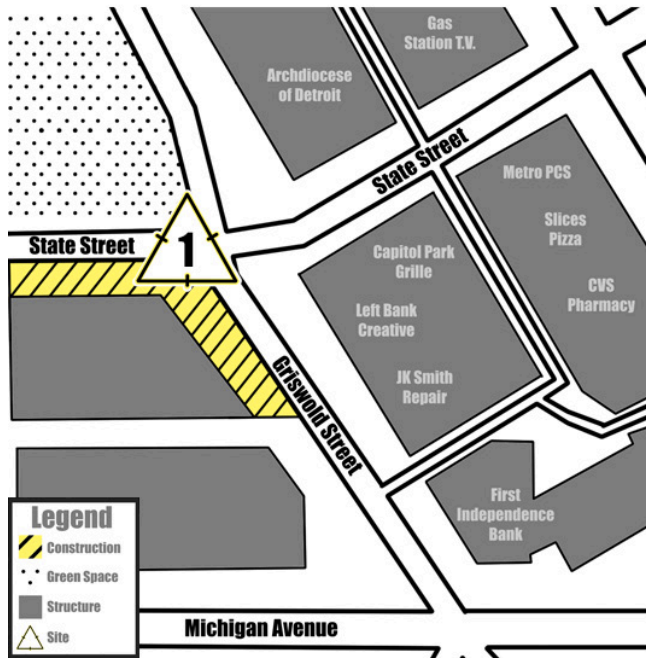 Gas
Station T.V.
Archdiocese
of Detroit
State Street
Metro PCS
Slices
Pizza
CVS
Pharmacy
State Street
1
Capitol Park
Grille
Left Bank
Creative
JK Smith
Repair
Griswold Street
First
Independence
Bank
Legend
Construction
Green Space
Structure
Site
Michigan Avenue